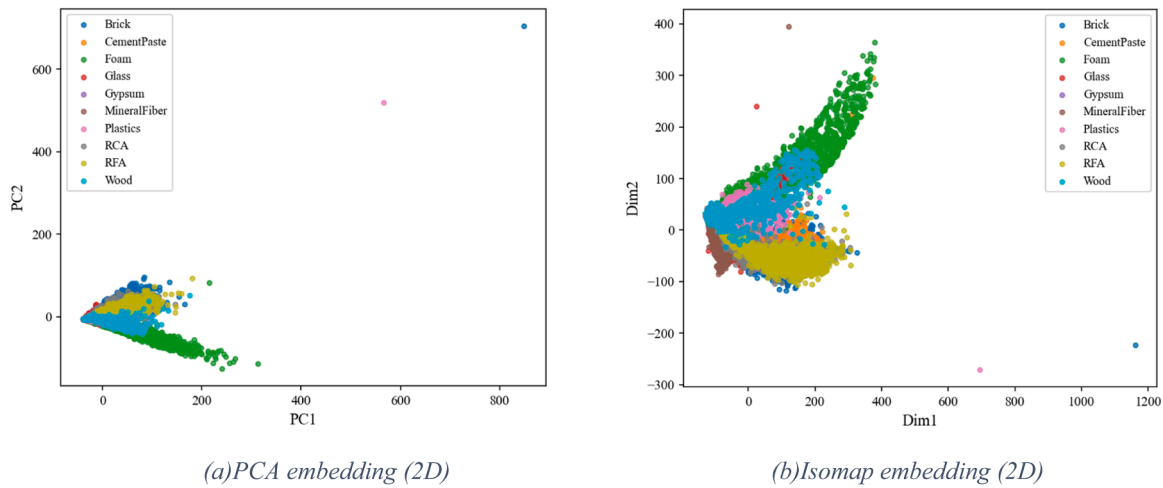 Brick
CementPaste
Foam
Glass
Gypsum
MineralFiber
Plastics
RCA
RFA
Wood
600
400
200
0
PC2
0 200 400 600 800
PC1
(a)PCA embedding (2D)
Brick
CementPaste
Foam
Glass
Gypsum
MineralFiber
Plastics
RCA
RFA
Wood
400
300
200
100
0
−100
−200
−300
Dim2
0 200 400 600 800 1000 1200
Dim1
(b)Isomap embedding (2D)